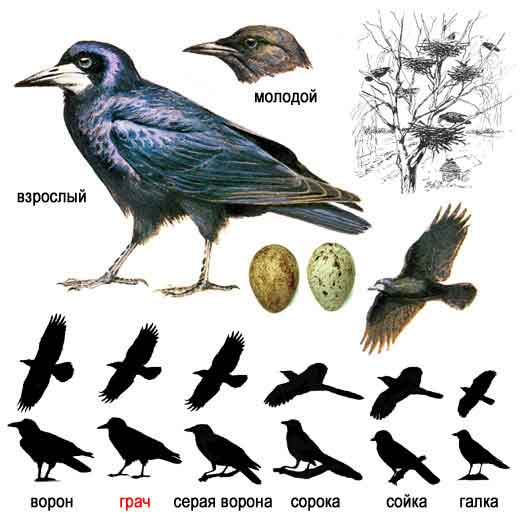 молодой
взрослый
ворон грач серая ворона сорока сойка галка